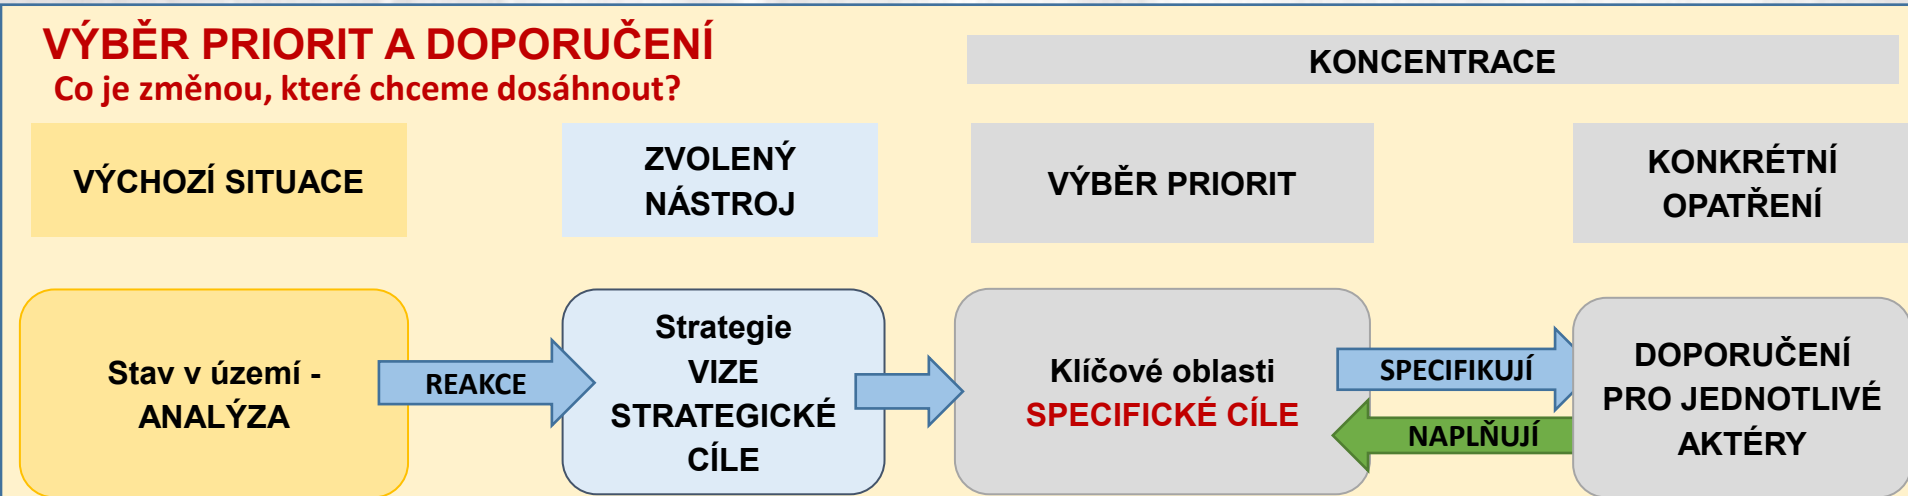 VÝBĚR PRIORIT A DOPORUČENÍ
Co je změnou, které chceme dosáhnout?
KONCENTRACE
VÝCHOZÍ SITUACE
ZVOLENÝ
NÁSTROJ
VÝBĚR PRIORIT
KONKRÉTNÍ
OPATŘENÍ
Stav v území -
ANALÝZA
REAKCE
Strategie
VIZE
STRATEGICKÉ
CÍLE
Klíčové oblasti
SPECIFICKÉ CÍLE
SPECIFIKUJÍ
NAPLŇUJÍ
DOPORUČENÍ
PRO JEDNOTLIVÉ
AKTÉRY